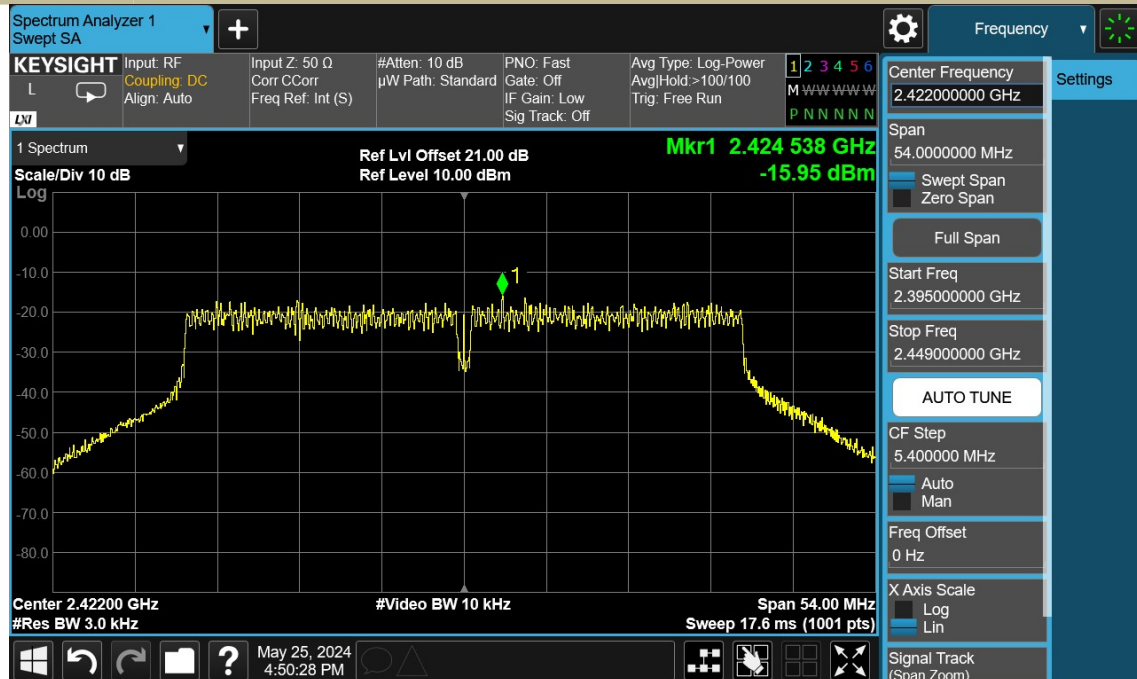 Spectrum Analyzer 1
Swept SA
+
Frequency
KEYSIGHT
L
LXI
Input: RF
Coupling: DC
Align: Auto
Input Z: 50 Ω
Corr CCorr
Freq Ref: Int (S)
#Atten: 10 dB
µW Path: Standard
PNO: Fast
Gate: Off
IF Gain: Low
Sig Track: Off
Avg Type: Log-Power
Avg|Hold:>100/100
Trig: Free Run
1 2 3 4 5 6
M W W W W W
P N N N N N
1 Spectrum
Scale/Div 10 dB
Log
Ref Lvl Offset 21.00 dB
Ref Level 10.00 dBm
Mkr1 2.424 538 GHz
-15.95 dBm
1
0.00
-10.0
-20.0
-30.0
-40.0
-50.0
-60.0
-70.0
-80.0
Center 2.42200 GHz
#Res BW 3.0 kHz
#Video BW 10 kHz
Span 54.00 MHz
Sweep 17.6 ms (1001 pts)
Center Frequency
2.422000000 GHz
Settings
Span
54.0000000 MHz
Swept Span
Zero Span
Full Span
Start Freq
2.395000000 GHz
Stop Freq
2.449000000 GHz
AUTO TUNE
CF Step
5.400000 MHz
Auto
Man
Freq Offset
0 Hz
X Axis Scale
Log
Lin
Signal Track
(Span Zoom)
?
May 25, 2024
4:50:28 PM